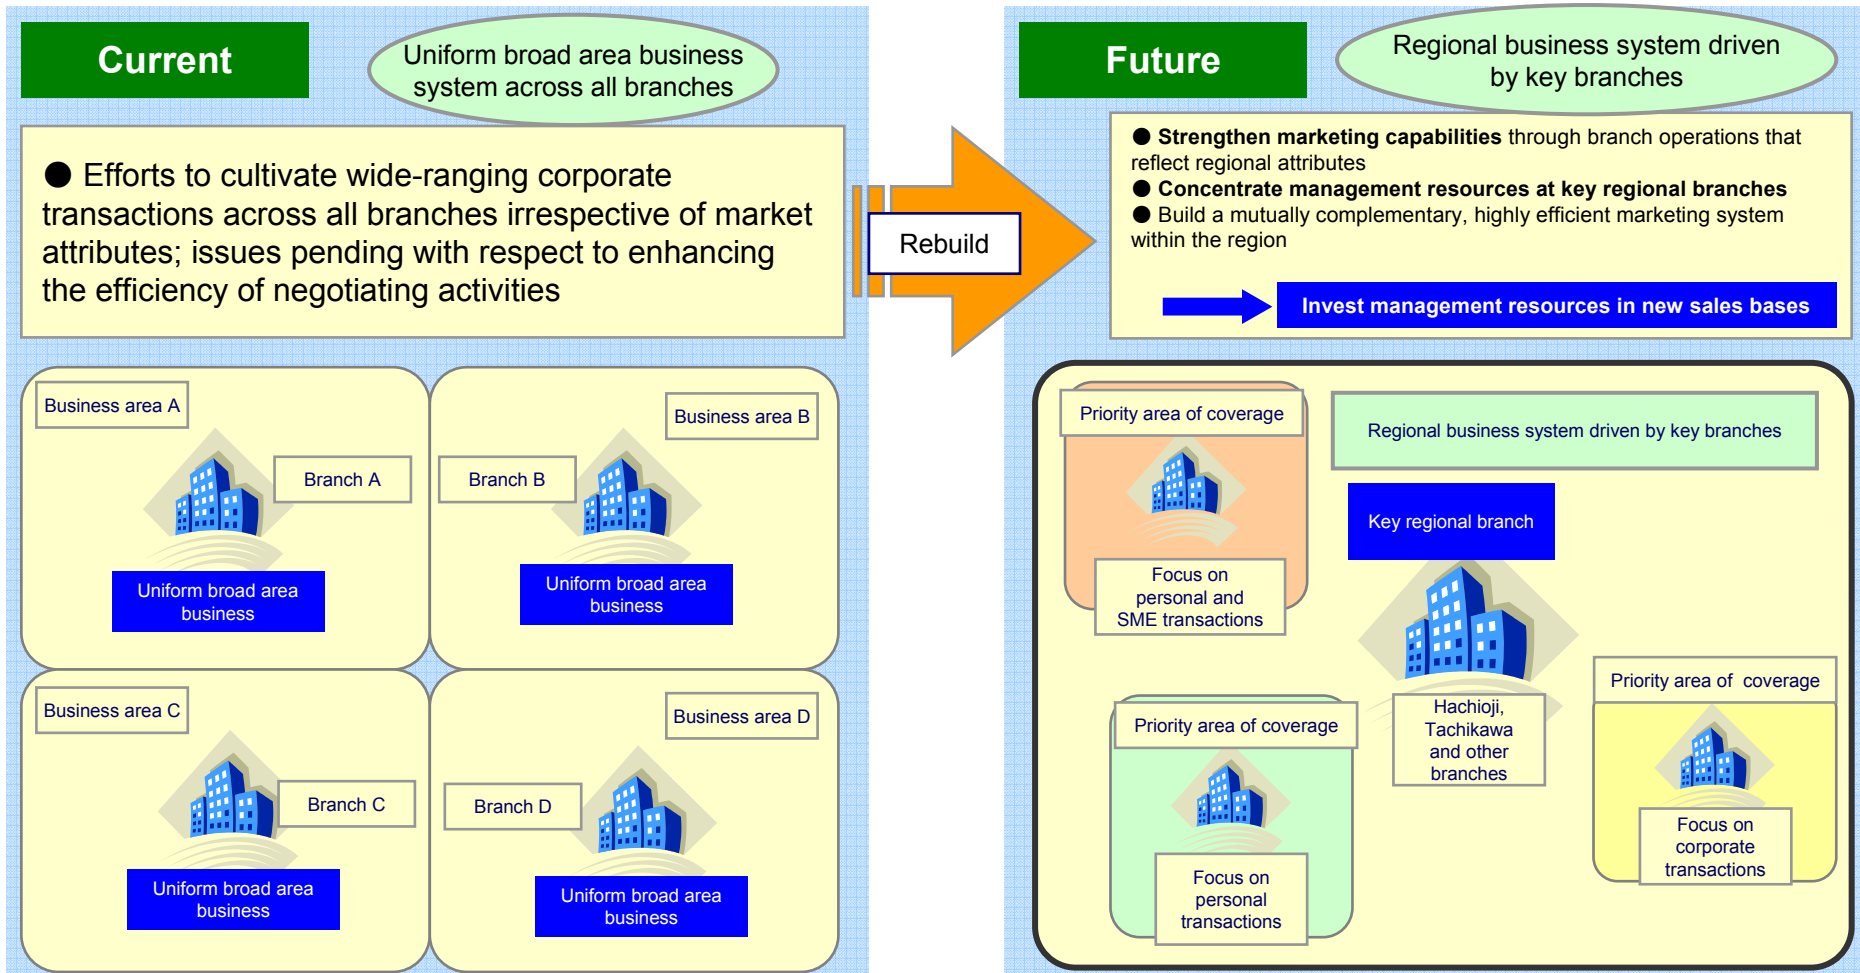 Current
Uniform broad area business
system across all branches
● Efforts to cultivate wide-ranging corporate
transactions across all branches irrespective of market
attributes; issues pending with respect to enhancing
the efficiency of negotiating activities
Business area A
Branch A
Uniform broad area
business
Business area B
Branch B
Uniform broad area
business
Business area C
Branch C
Uniform broad area
business
Business area D
Branch D
Uniform broad area
business
Rebuild
Future
Regional business system driven
by key branches
● Strengthen marketing capabilities through branch operations that
reflect regional attributes
● Concentrate management resources at key regional branches
● Build a mutually complementary, highly efficient marketing system
within the region
Invest management resources in new sales bases
Priority area of coverage
Focus on
personal and
SME transactions
Regional business system driven by key branches
Key regional branch
Hachioji,
Tachikawa
and other
branches
Priority area of coverage
Focus on
personal
transactions
Priority area of  coverage
Focus on
corporate
transactions